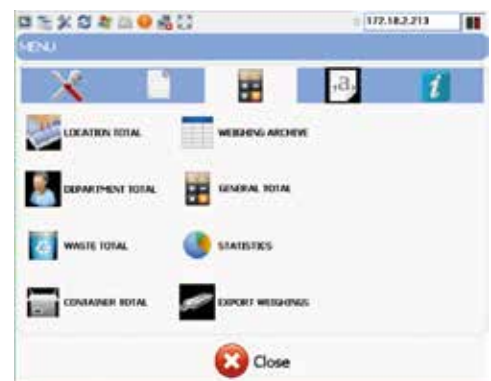 172.18.2.213
MENU
,a,
i
LOCATION TOTAL
WEIGHING ARCHIVE
DEPARTMENT TOTAL
GENERAL TOTAL
WASTE TOTAL
STATISTICS
CONTAINER TOTAL
EXPORT WEIGHINGS
Close